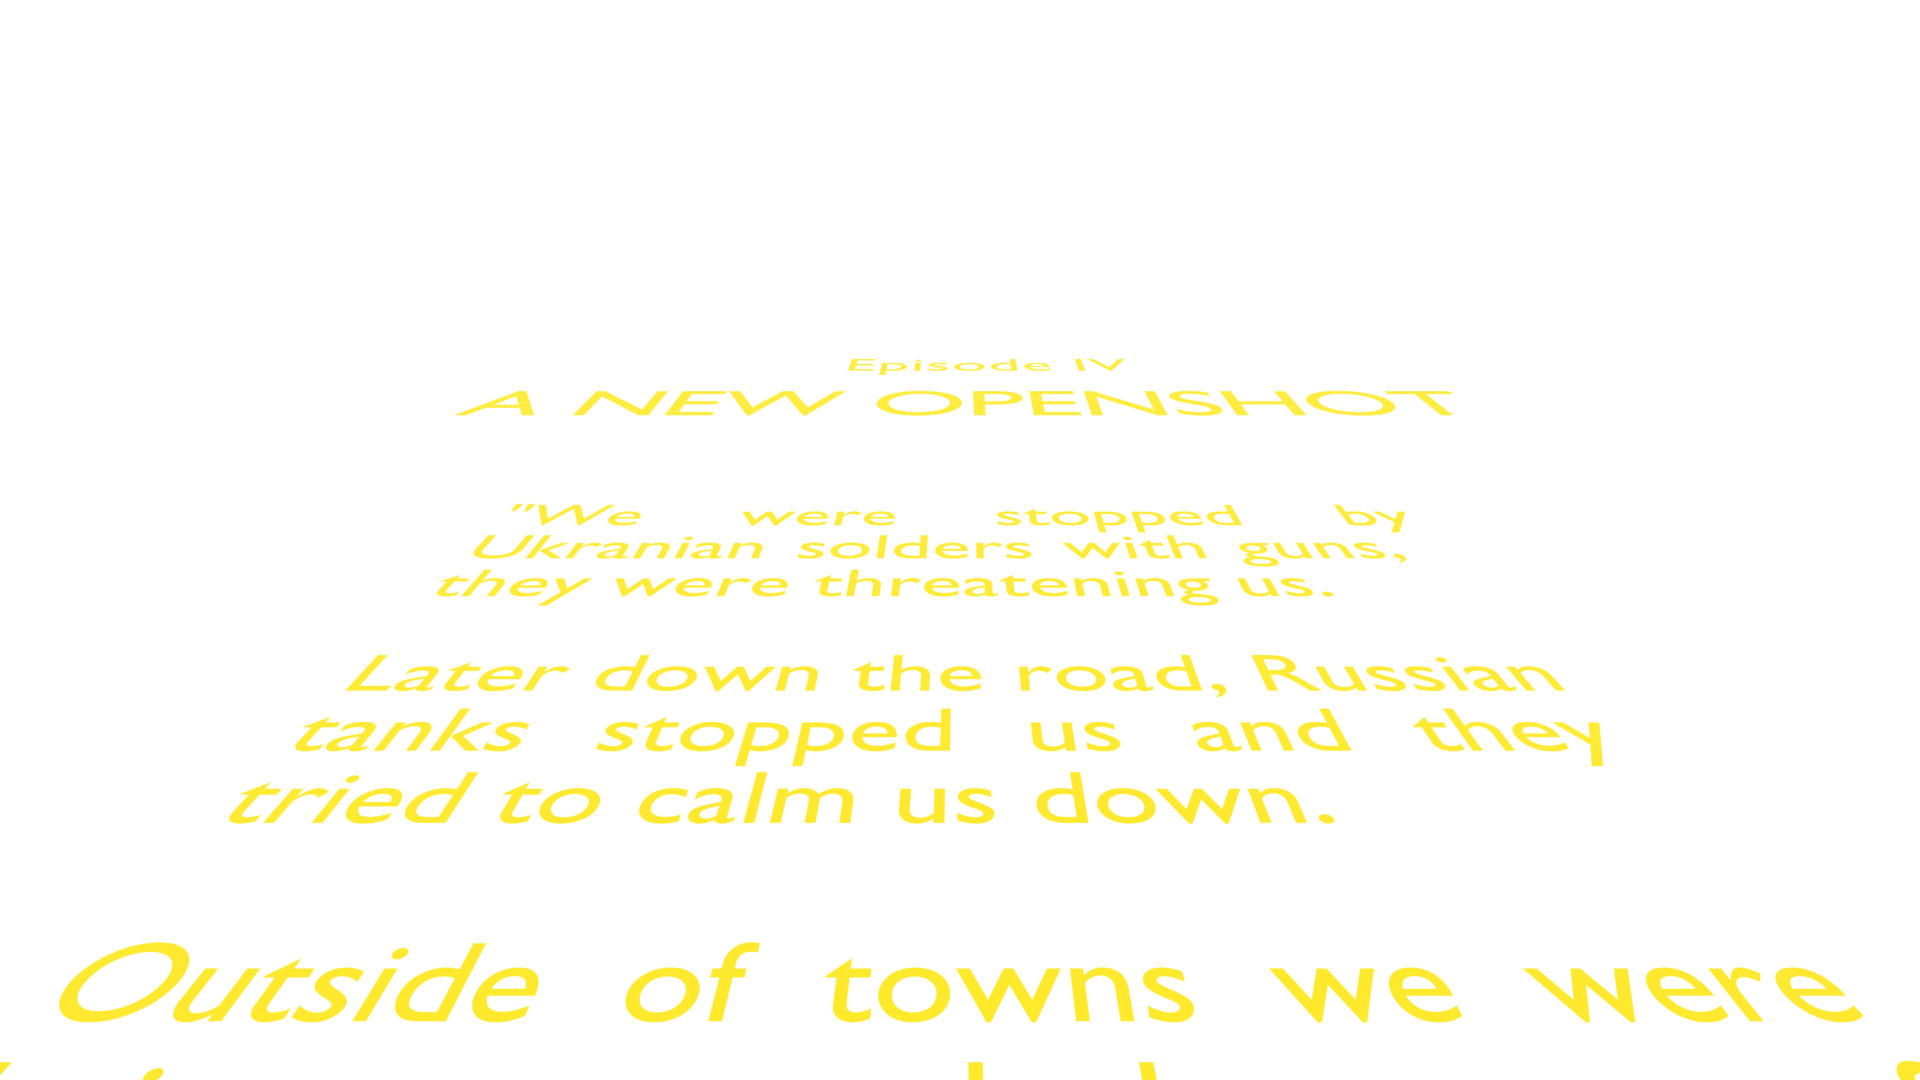 Episode IV
A NEW OPENSHOT
"We were stopped by
Ukranian solders with guns,
they were threatening us.
Later down the road, Russian
tanks stopped us and they
tried to calm us down.
Outside of towns we were